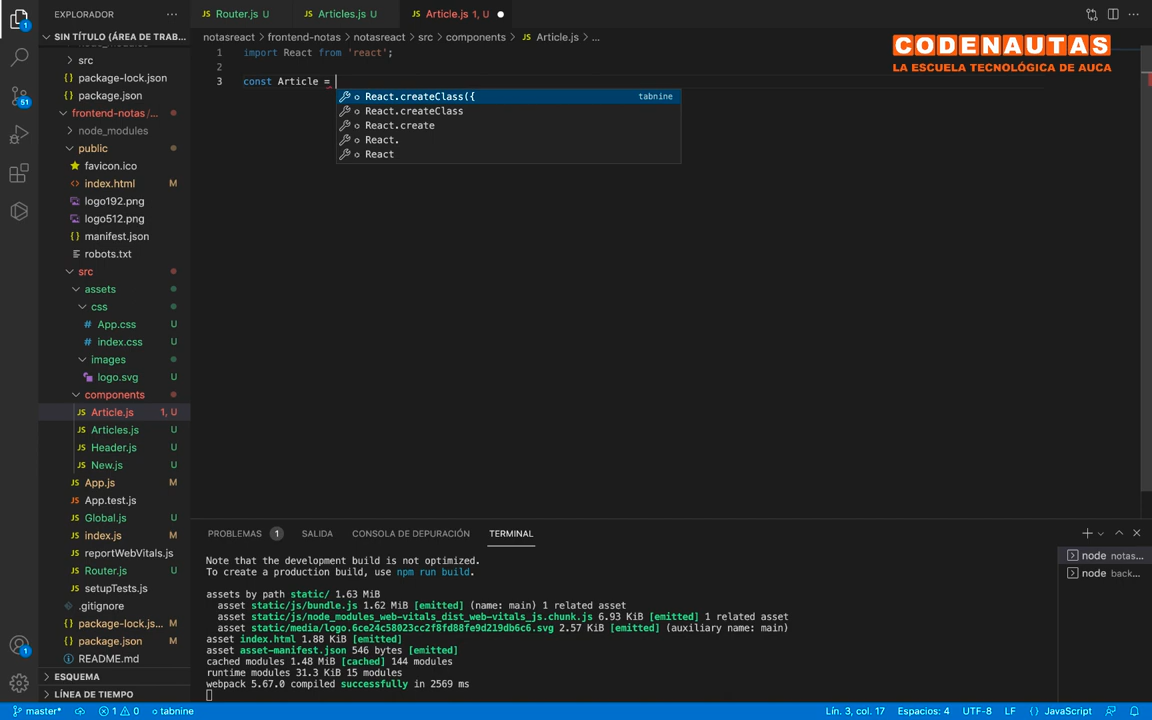 EXPLORADOR ···
SIN TÍTULO (ÁREA DE TRAB...
node_modules
src
package-lock.json
package.json
frontend-notas/...
node_modules
public
favicon.ico
index.html M
logo192.png
logo512.png
manifest.json
robots.txt
src
assets
css
App.css U
index.css U
images
logo.svg U
components
Article.js 1, U
Articles.js U
Header.js U
New.js U
App.js M
App.test.js
Global.js U
index.js M
reportWebVitals.js
Router.js U
setupTests.js
.gitignore
package-lock.js... M
package.json M
README.md
ESQUEMA
LÍNEA DE TIEMPO
JS Router.js U
JS Articles.js U
JS Article.js 1, U
notasreact > frontend-notas > notasreact > src > components > JS Article.js > ...
CODENAUTAS
LA ESCUELA TECNOLÓGICA DE AUCA
1 import React from 'react';
2
3 const Article =
React.createClass({ tabnine
React.createClass
React.create
React.
React
PROBLEMAS 1 SALIDA CONSOLA DE DEPURACIÓN TERMINAL
Note that the development build is not optimized.
To create a production build, use npm run build.
assets by path static/ 1.63 MiB
asset static/js/bundle.js 1.62 MiB [emitted] (name: main) 1 related asset
asset static/js/node_modules_web-vitals_dist_web-vitals_js.chunk.js 6.93 KiB [emitted] 1 related asset
asset static/media/logo.6ce24c58023cc2f8fd88fe9d219db6c6.svg 2.57 KiB [emitted] (auxiliary name: main)
asset index.html 1.88 KiB [emitted]
asset asset-manifest.json 546 bytes [emitted]
cached modules 1.48 MiB [cached] 144 modules
runtime modules 31.3 KiB 15 modules
webpack 5.67.0 compiled successfully in 2569 ms
node notas...
node back...
1
51
1
master* 1 0 tabnine
Lín. 3, col. 17 Espacios: 4 UTF-8 LF {} JavaScript